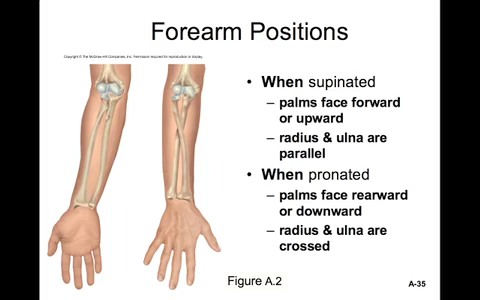 Forearm Positions
Copyright © The McGraw-Hill Companies, Inc. Permission required for reproduction or display.
• When supinated
– palms face forward
or upward
– radius & ulna are
parallel
• When pronated
– palms face rearward
or downward
– radius & ulna are
crossed
Figure A.2
A-35